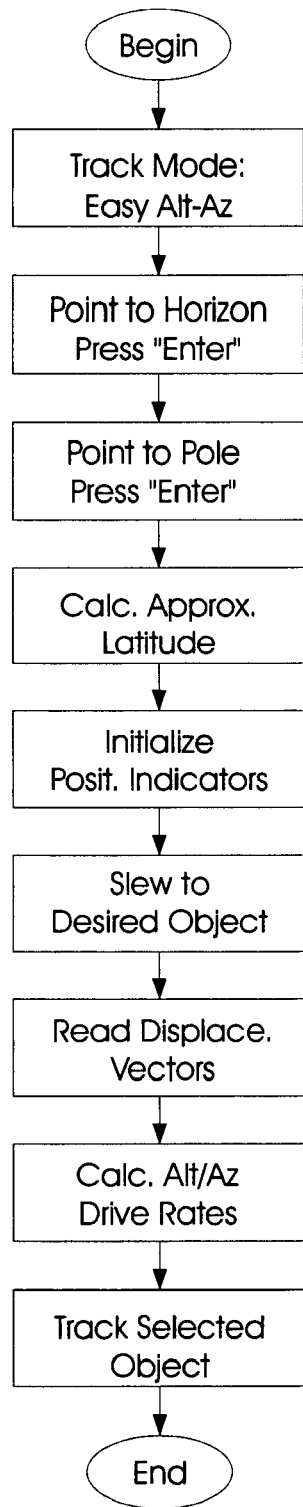 Begin
Track Mode:
Easy Alt-Az
Point to Horizon
Press "Enter"
Point to Pole
Press "Enter"
Calc. Approx.
Latitude
Initialize
Posit. Indicators
Slew to
Desired Object
Read Displace.
Vectors
Calc. Alt/Az
Drive Rates
Track Selected
Object
End